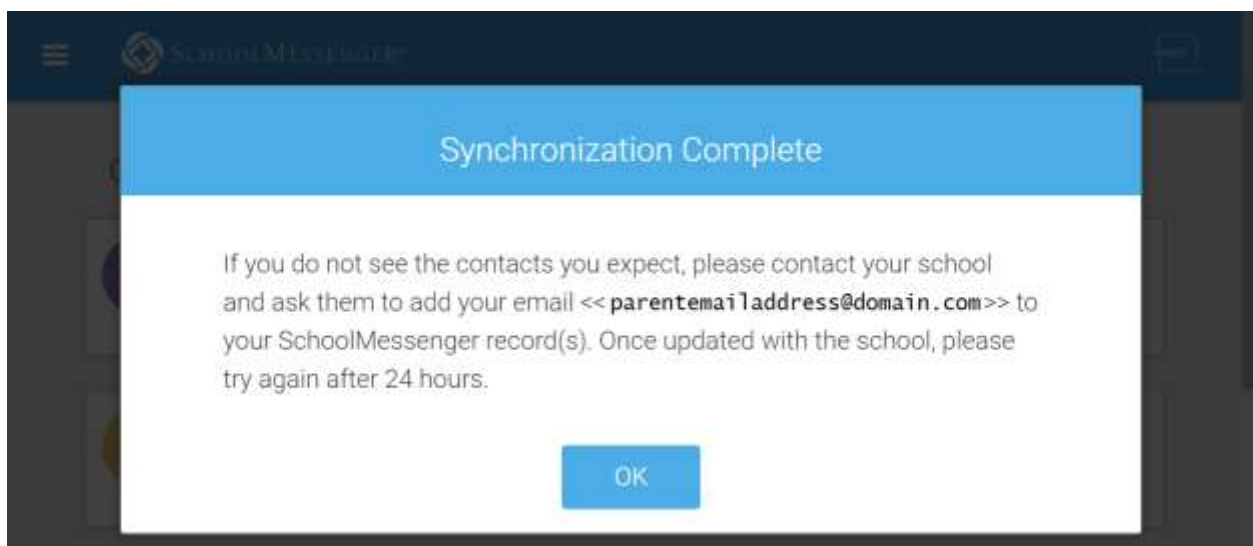 SCHOOLMESSENGER
Synchronization Complete
If you do not see the contacts you expect, please contact your school
and ask them to add your email <<parentemailaddress@domain.com>> to
your SchoolMessenger record(s). Once updated with the school, please
try again after 24 hours.
OK